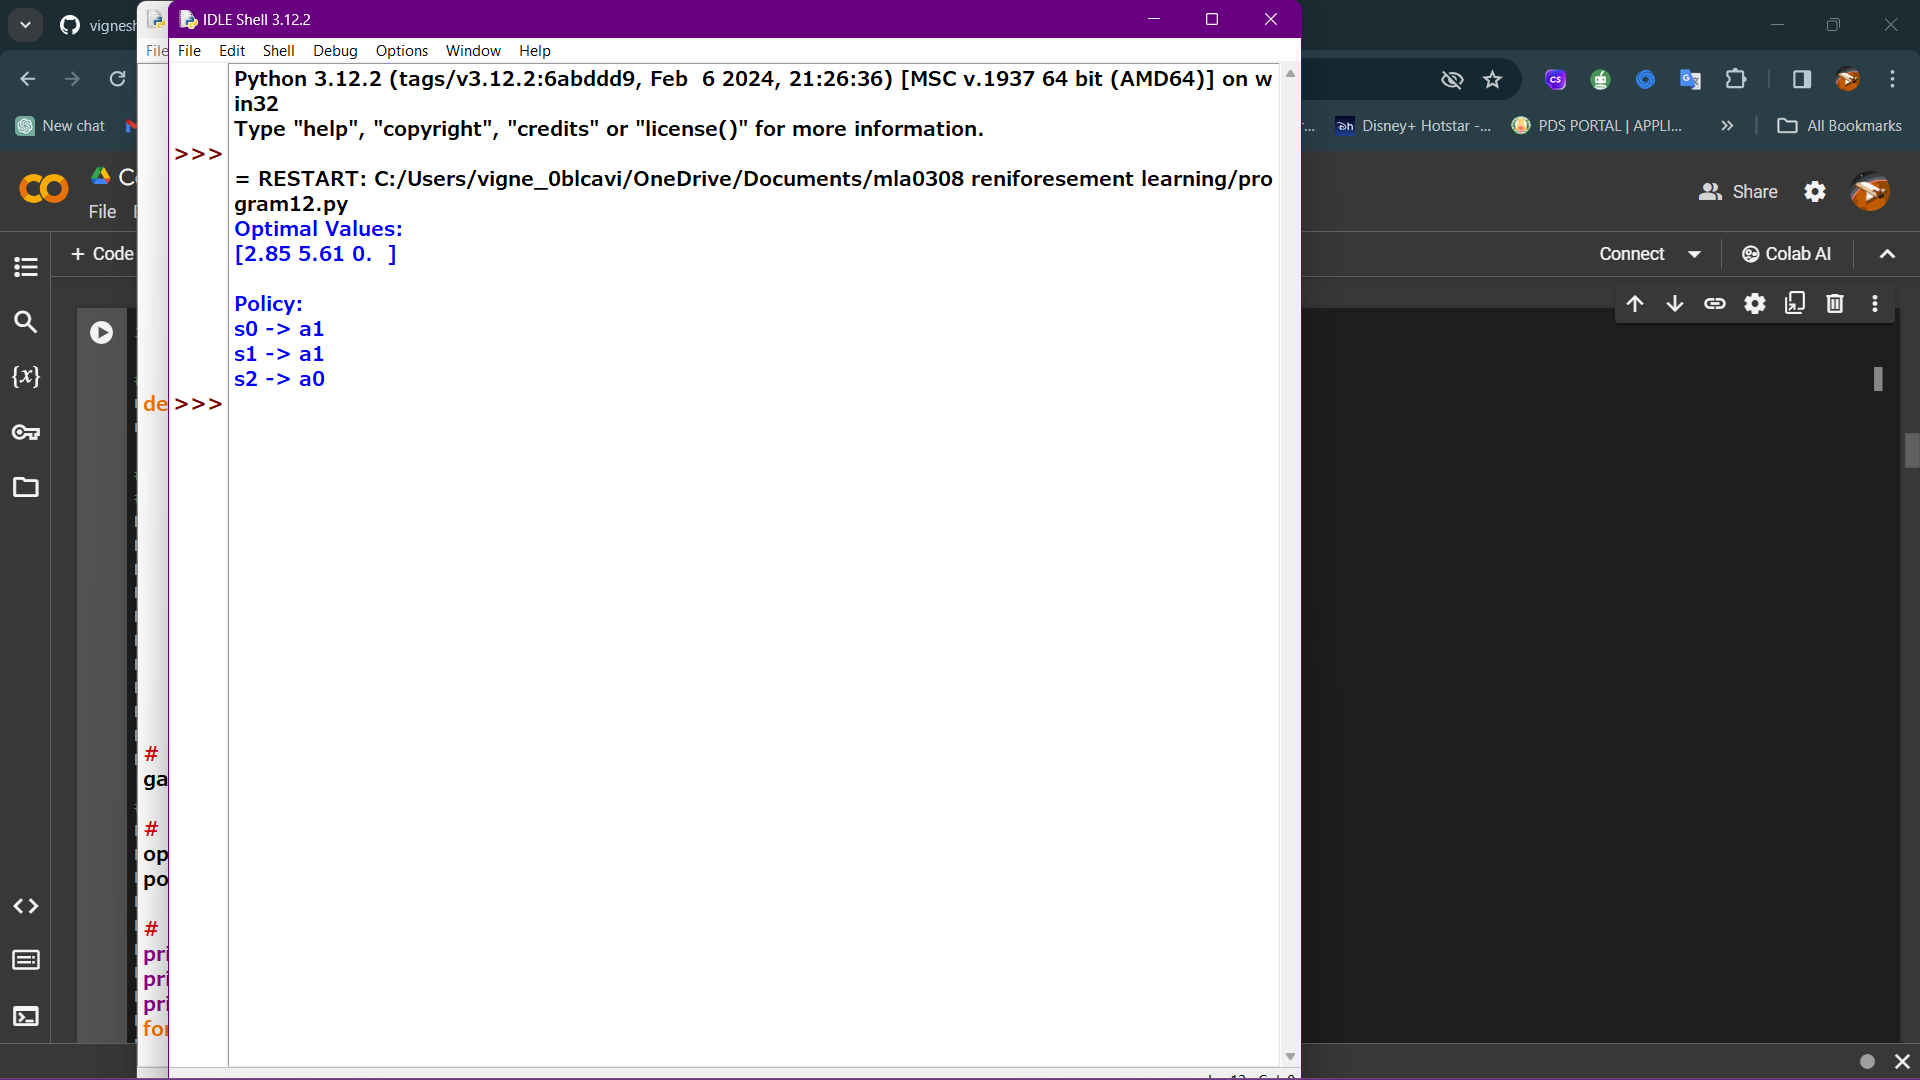 vignesh
IDLE Shell 3.12.2
File
File Edit Shell Debug Options Window Help
Python 3.12.2 (tags/v3.12.2:6abddd9, Feb  6 2024, 21:26:36) [MSC v.1937 64 bit (AMD64)] on w
in32
Type "help", "copyright", "credits" or "license()" for more information.
>>>
= RESTART: C:/Users/vigne_0blcavi/OneDrive/Documents/mla0308 reniforesement learning/pro
gram12.py
Optimal Values:
[2.85 5.61 0.  ]
Policy:
s0 -> a1
s1 -> a1
s2 -> a0
>>>
New chat
Disney+ Hotstar -...
PDS PORTAL | APPLI...
All Bookmarks
Co
File
Share
+ Code
Connect
Colab AI
{x}
de
#
ga
#
op
po
#
pri
pri
pri
for